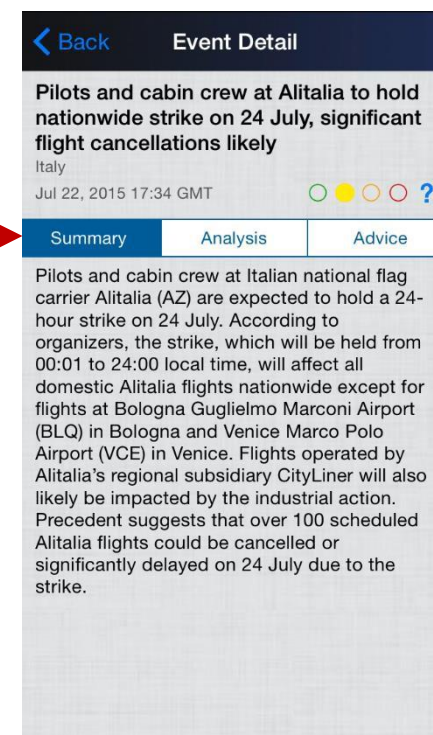 Back
Event Detail
Pilots and cabin crew at Alitalia to hold
nationwide strike on 24 July, significant
flight cancellations likely
Italy
Jul 22, 2015 17:34 GMT
?
Summary
Analysis
Advice
Pilots and cabin crew at Italian national flag
carrier Alitalia (AZ) are expected to hold a 24-
hour strike on 24 July. According to
organizers, the strike, which will be held from
00:01 to 24:00 local time, will affect all
domestic Alitalia flights nationwide except for
flights at Bologna Guglielmo Marconi Airport
(BLQ) in Bologna and Venice Marco Polo
Airport (VCE) in Venice. Flights operated by
Alitalia's regional subsidiary CityLiner will also
likely be impacted by the industrial action.
Precedent suggests that over 100 scheduled
Alitalia flights could be cancelled or
significantly delayed on 24 July due to the
strike.